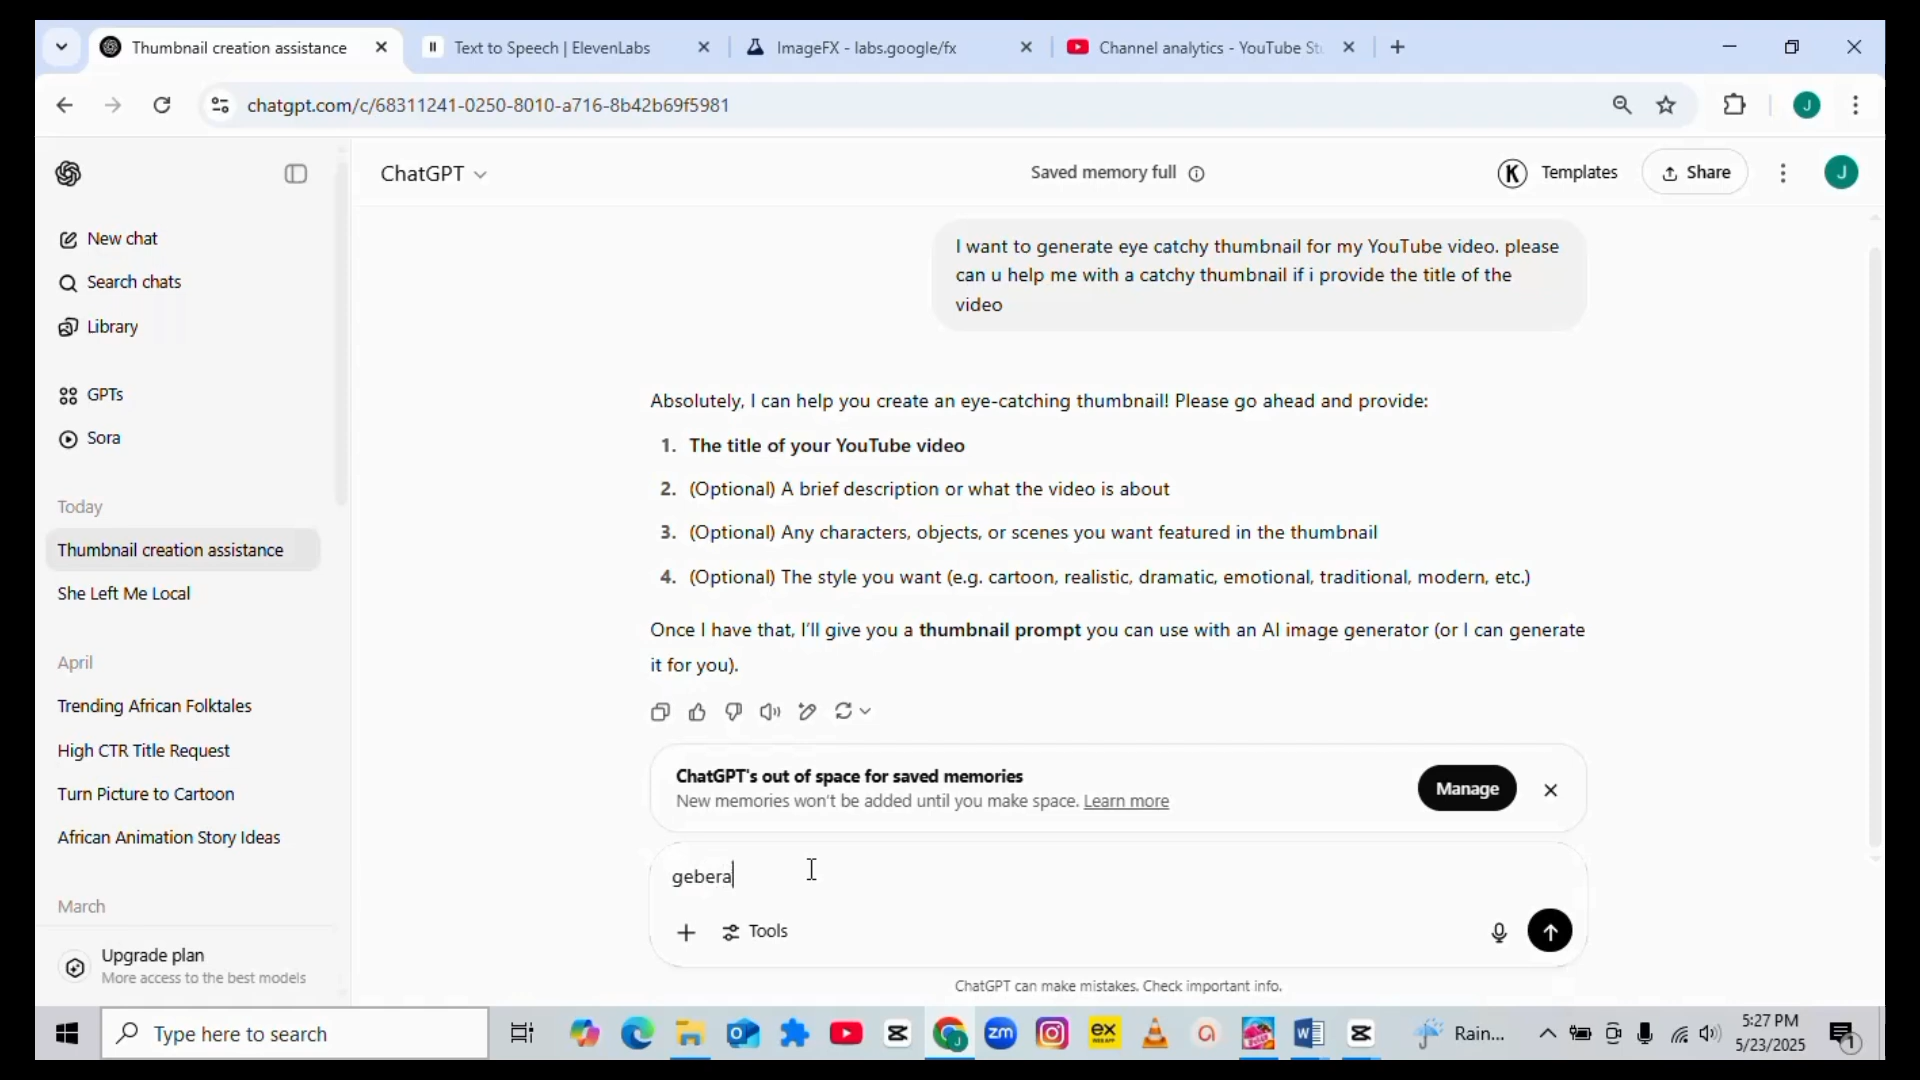 Thumbnail creation assistance
Text to Speech | ElevenLabs
ImageFX - labs.google/fx
Channel analytics - YouTube St
chatgpt.com/c/68311241-0250-8010-a716-8b42b69f5981
J
ChatGPT
Saved memory full
K Templates
Share
J
New chat
Search chats
Library
GPTs
Sora
Today
Thumbnail creation assistance
She Left Me Local
April
Trending African Folktales
High CTR Title Request
Turn Picture to Cartoon
African Animation Story Ideas
March
Upgrade plan
More access to the best models
I want to generate eye catchy thumbnail for my YouTube video. please
can u help me with a catchy thumbnail if i provide the title of the
video
Absolutely, I can help you create an eye-catching thumbnail! Please go ahead and provide:
1. The title of your YouTube video
2. (Optional) A brief description or what the video is about
3. (Optional) Any characters, objects, or scenes you want featured in the thumbnail
4. (Optional) The style you want (e.g. cartoon, realistic, dramatic, emotional, traditional, modern, etc.)
Once I have that, I'll give you a thumbnail prompt you can use with an AI image generator (or I can generate
it for you).
ChatGPT's out of space for saved memories
New memories won't be added until you make space. Learn more
Manage
gebera
Tools
ChatGPT can make mistakes. Check important info.
Type here to search
zm
ex
Rain...
5:27 PM
5/23/2025
1